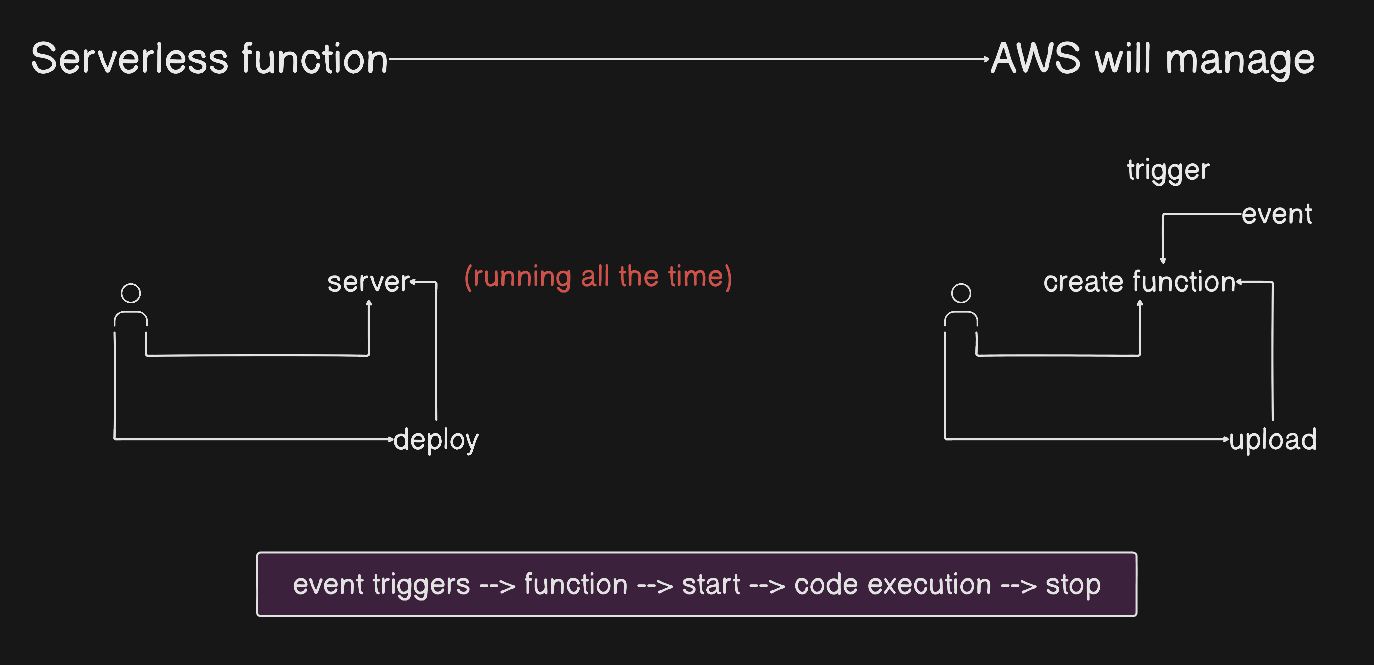 Serverless function
AWS will manage
trigger
event
server
(running all the time)
create function
deploy
upload
event triggers --> function --> start --> code execution --> stop